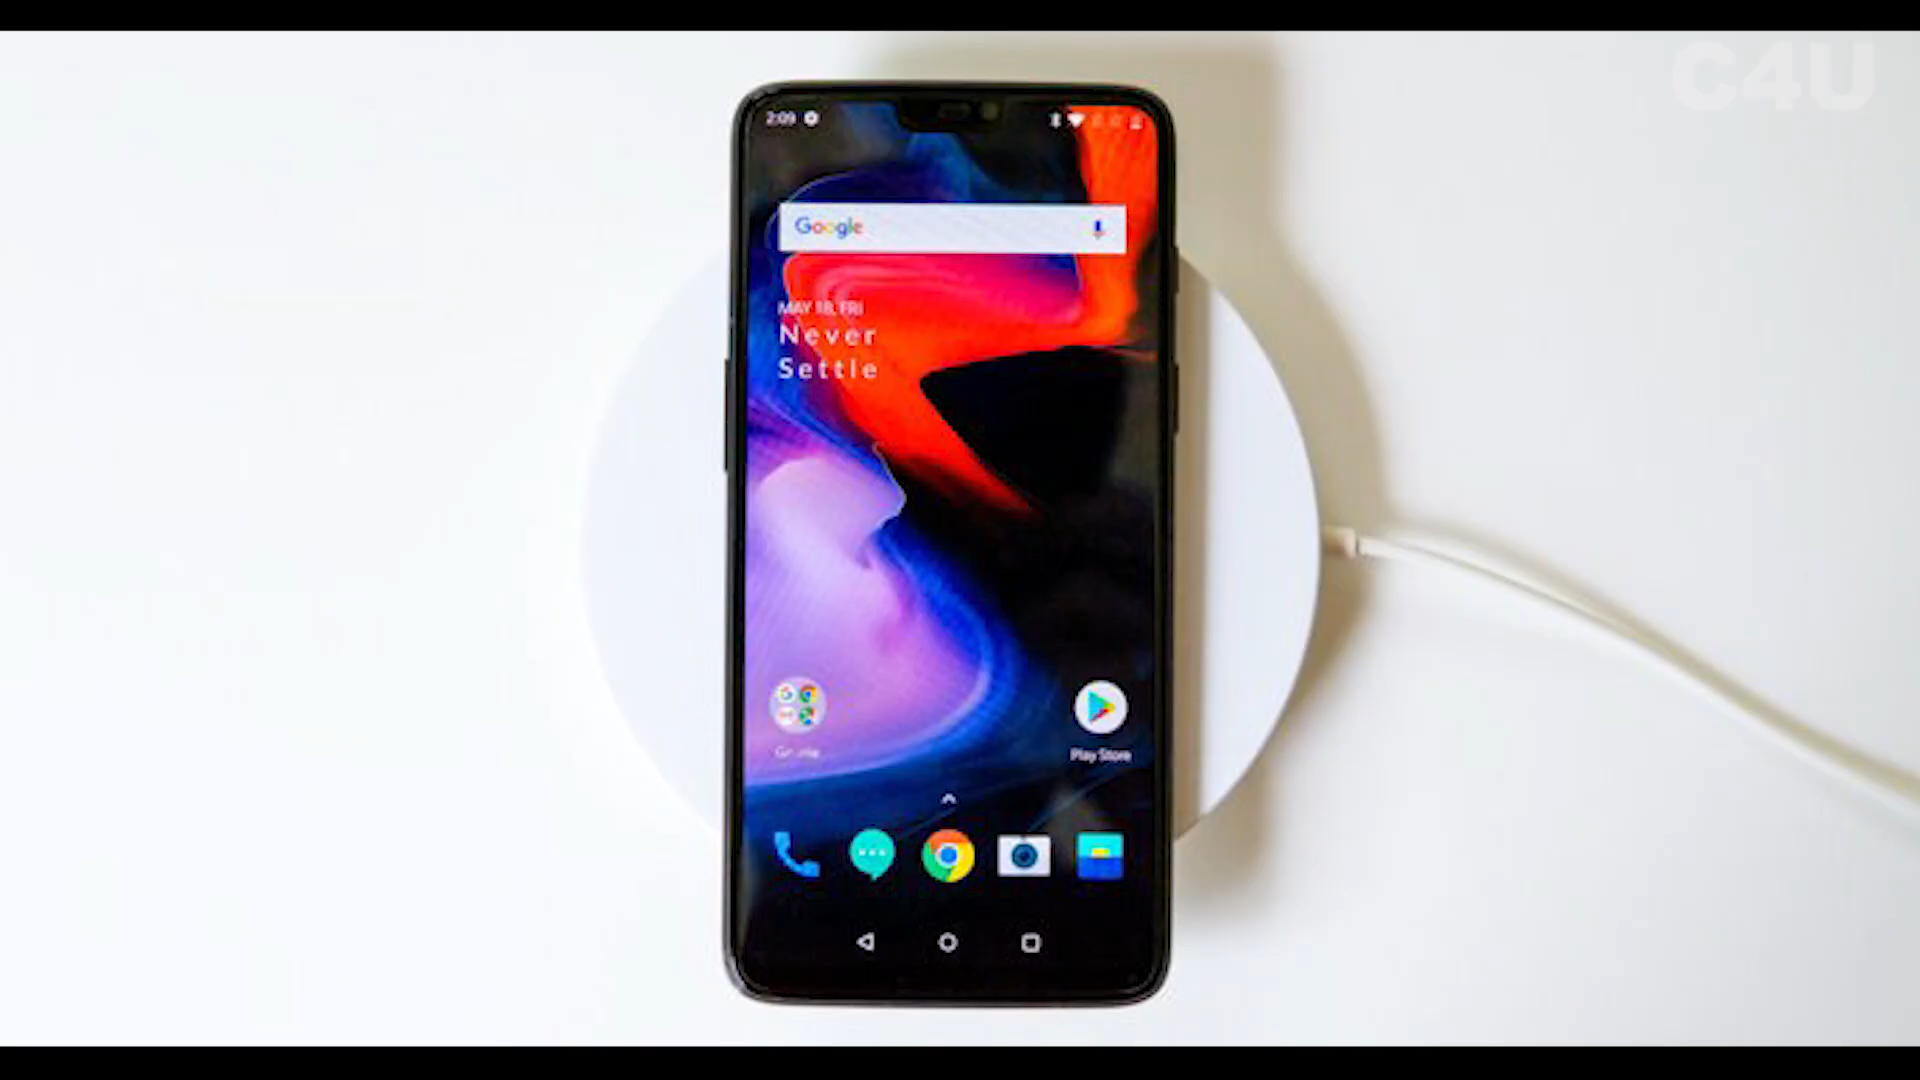 C4U
2:09
Google
MAY 18, FRI
Never
Settle
Play Store